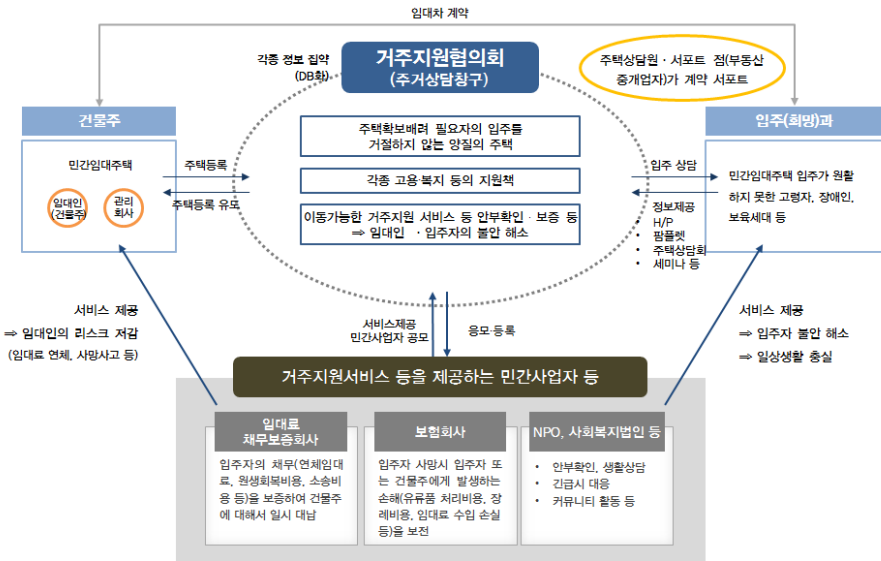 임대차 계약
각종 정보 집약
(DB화)
거주지원협의회
(주거상담창구)
주택상담원 · 서포트 점(부동산
중개업자)가 계약 서포트
건물주
입주(희망)과
민간임대주택
임대인
(건물주)
관리
회사
주택등록
주택등록 유모
주택확보배려 필요자의 입주를
거절하지 않는 양질의 주택
각종 고용·복지 등의 지원책
이동가능한 거주지원 서비스 등 안부확인 · 보증 등
⇒ 임대인 · 입주자의 불안 해소
입주 상담
• 정보제공
• H/P
• 팜플렛
• 주택상담회
• 세미나 등
민간임대주택 입주가 원활
하지 못한 고령자, 장애인,
보육세대 등
서비스 제공
⇒ 임대인의 리스크 저감
(임대료 연체, 사망사고 등)
서비스제공
민간사업자 공모
응모·등록
서비스 제공
⇒ 입주자 불안 해소
⇒ 일상생활 충실
거주지원서비스 등을 제공하는 민간사업자 등
임대료
채무보증회사
입주자의 채무(연체임대
료, 원생회복비용, 소송비
용 등)을 보증하여 건물주
에 대해서 일시 대납
보험회사
입주자 사망시 입주자 또
는 건물주에게 발생하는
손해(유류품 처리비용, 장
례비용, 임대료 수입 손실
등)을 보전
NPO, 사회복지법인 등
• 안부확인, 생활상담
• 긴급시 대응
• 커뮤니티 활동 등